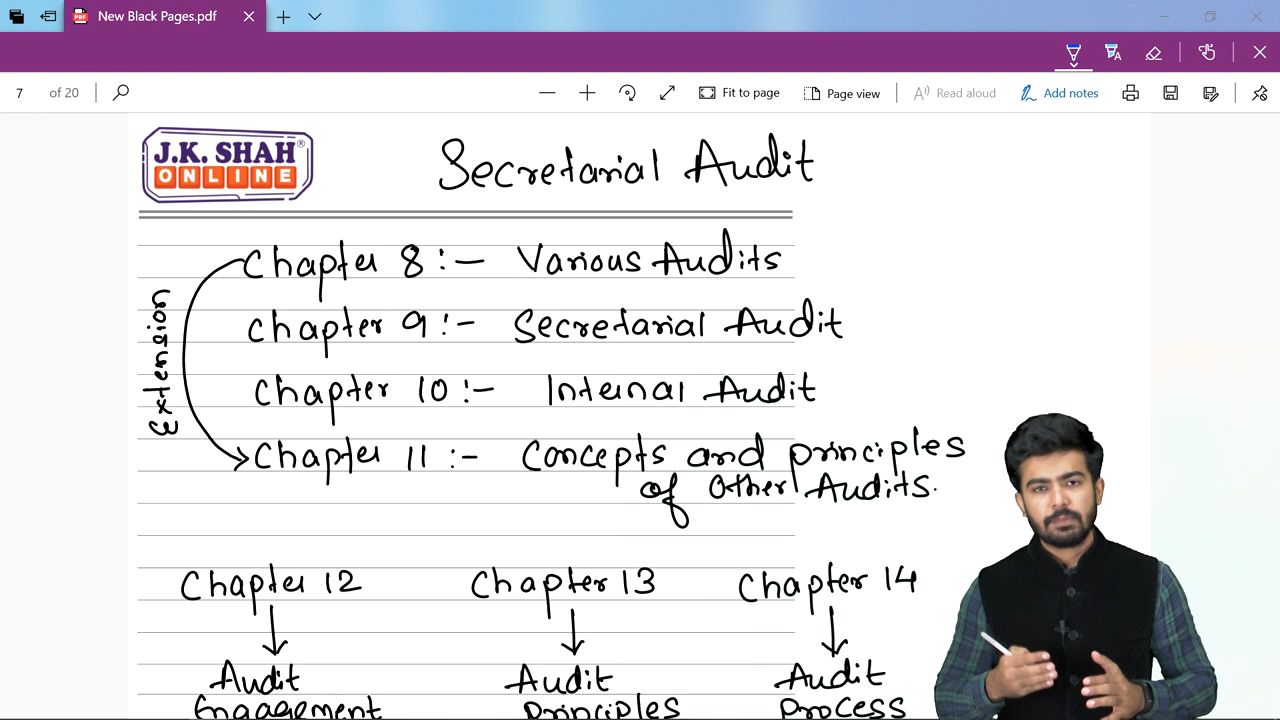 New Black Pages.pdf
7 of 20
Fit to page
Page view
Read aloud
Add notes
J.K. SHAH®
ONLINE
Secretarial Audit
Chapter 8 :- Various Audits
Chapter 9 :- Secretarial Audit
Extension
Chapter 10 :- Internal Audit
Chapter 11 :- Concepts and principles
of Other Audits.
Chapter 12 Chapter 13 Chapter 14
Audit Audit Audit
Engagement principles process